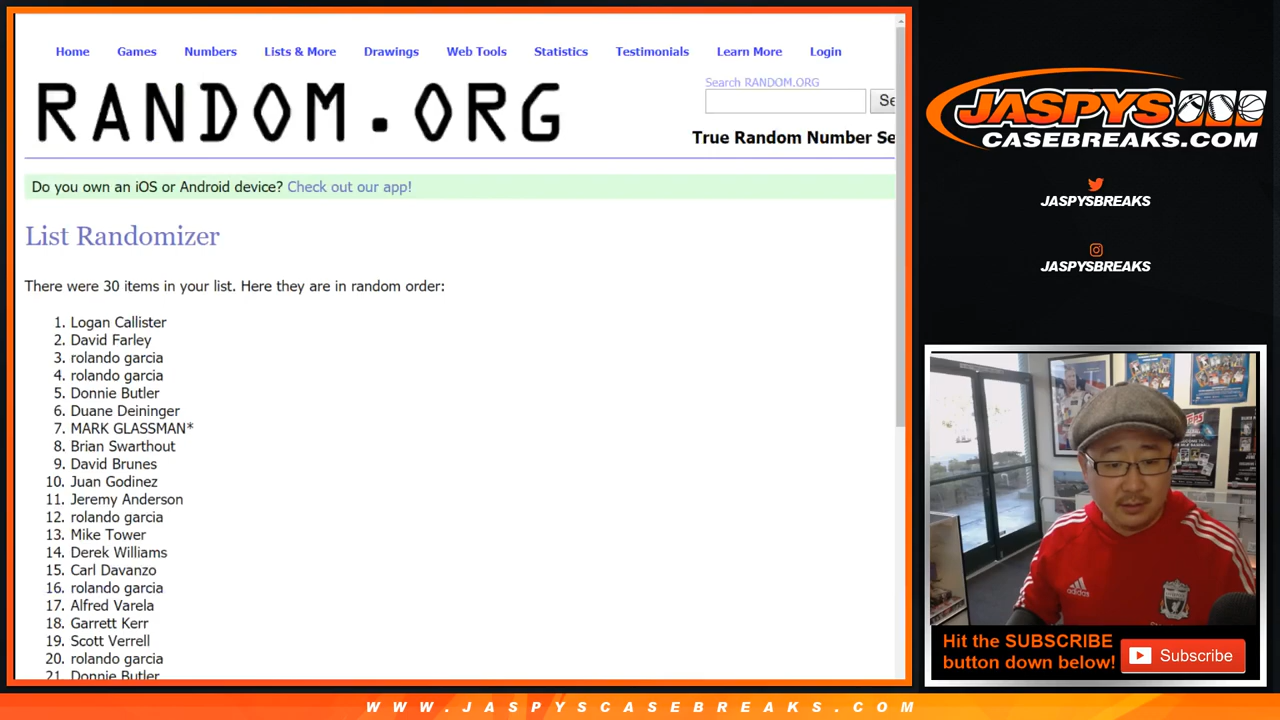 Home Games Numbers Lists & More Drawings Web Tools Statistics Testimonials Learn More Login
RANDOM.ORG
Search RANDOM.ORG
Se
True Random Number Se
Do you own an iOS or Android device? Check out our app!
List Randomizer
There were 30 items in your list. Here they are in random order:
1. Logan Callister
2. David Farley
3. rolando garcia
4. rolando garcia
5. Donnie Butler
6. Duane Deininger
7. MARK GLASSMAN*
8. Brian Swarthout
9. David Brunes
10. Juan Godinez
11. Jeremy Anderson
12. rolando garcia
13. Mike Tower
14. Derek Williams
15. Carl Davanzo
16. rolando garcia
17. Alfred Varela
18. Garrett Kerr
19. Scott Verrell
20. rolando garcia
21. Donnie Butler
JASPYS
CASEBREAKS.COM
JASPYSBREAKS
JASPYSBREAKS
adidas
Hit the SUBSCRIBE
button down below!
Subscribe
WWW.JASPYSCASEBREAKS.COM